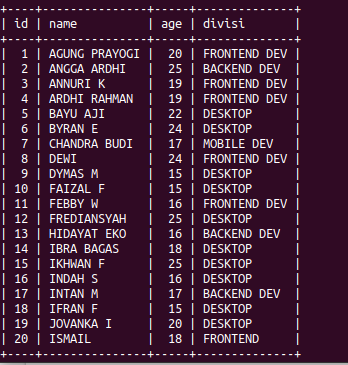 +----+---------------+-----+--------------+
| id | name          | age | divisi       |
+----+---------------+-----+--------------+
|  1 | AGUNG PRAYOGI |  20 | FRONTEND DEV |
|  2 | ANGGA ARDHI   |  25 | BACKEND DEV  |
|  3 | ANNURI K      |  19 | FRONTEND DEV |
|  4 | ARDHI RAHMAN  |  19 | FRONTEND DEV |
|  5 | BAYU AJI      |  22 | DESKTOP      |
|  6 | BYRAN E       |  24 | DESKTOP      |
|  7 | CHANDRA BUDI  |  17 | MOBILE DEV   |
|  8 | DEWI          |  24 | FRONTEND DEV |
|  9 | DYMAS M       |  15 | DESKTOP      |
| 10 | FAIZAL F      |  15 | DESKTOP      |
| 11 | FEBBY W       |  16 | FRONTEND DEV |
| 12 | FREDIANSYAH   |  25 | DESKTOP      |
| 13 | HIDAYAT EKO   |  16 | BACKEND DEV  |
| 14 | IBRA BAGAS    |  18 | DESKTOP      |
| 15 | IKHWAN F      |  25 | DESKTOP      |
| 16 | INDAH S       |  16 | DESKTOP      |
| 17 | INTAN M       |  17 | BACKEND DEV  |
| 18 | IFRAN F       |  15 | DESKTOP      |
| 19 | JOVANKA I     |  20 | DESKTOP      |
| 20 | ISMAIL        |  18 | FRONTEND     |
+----+---------------+-----+--------------+